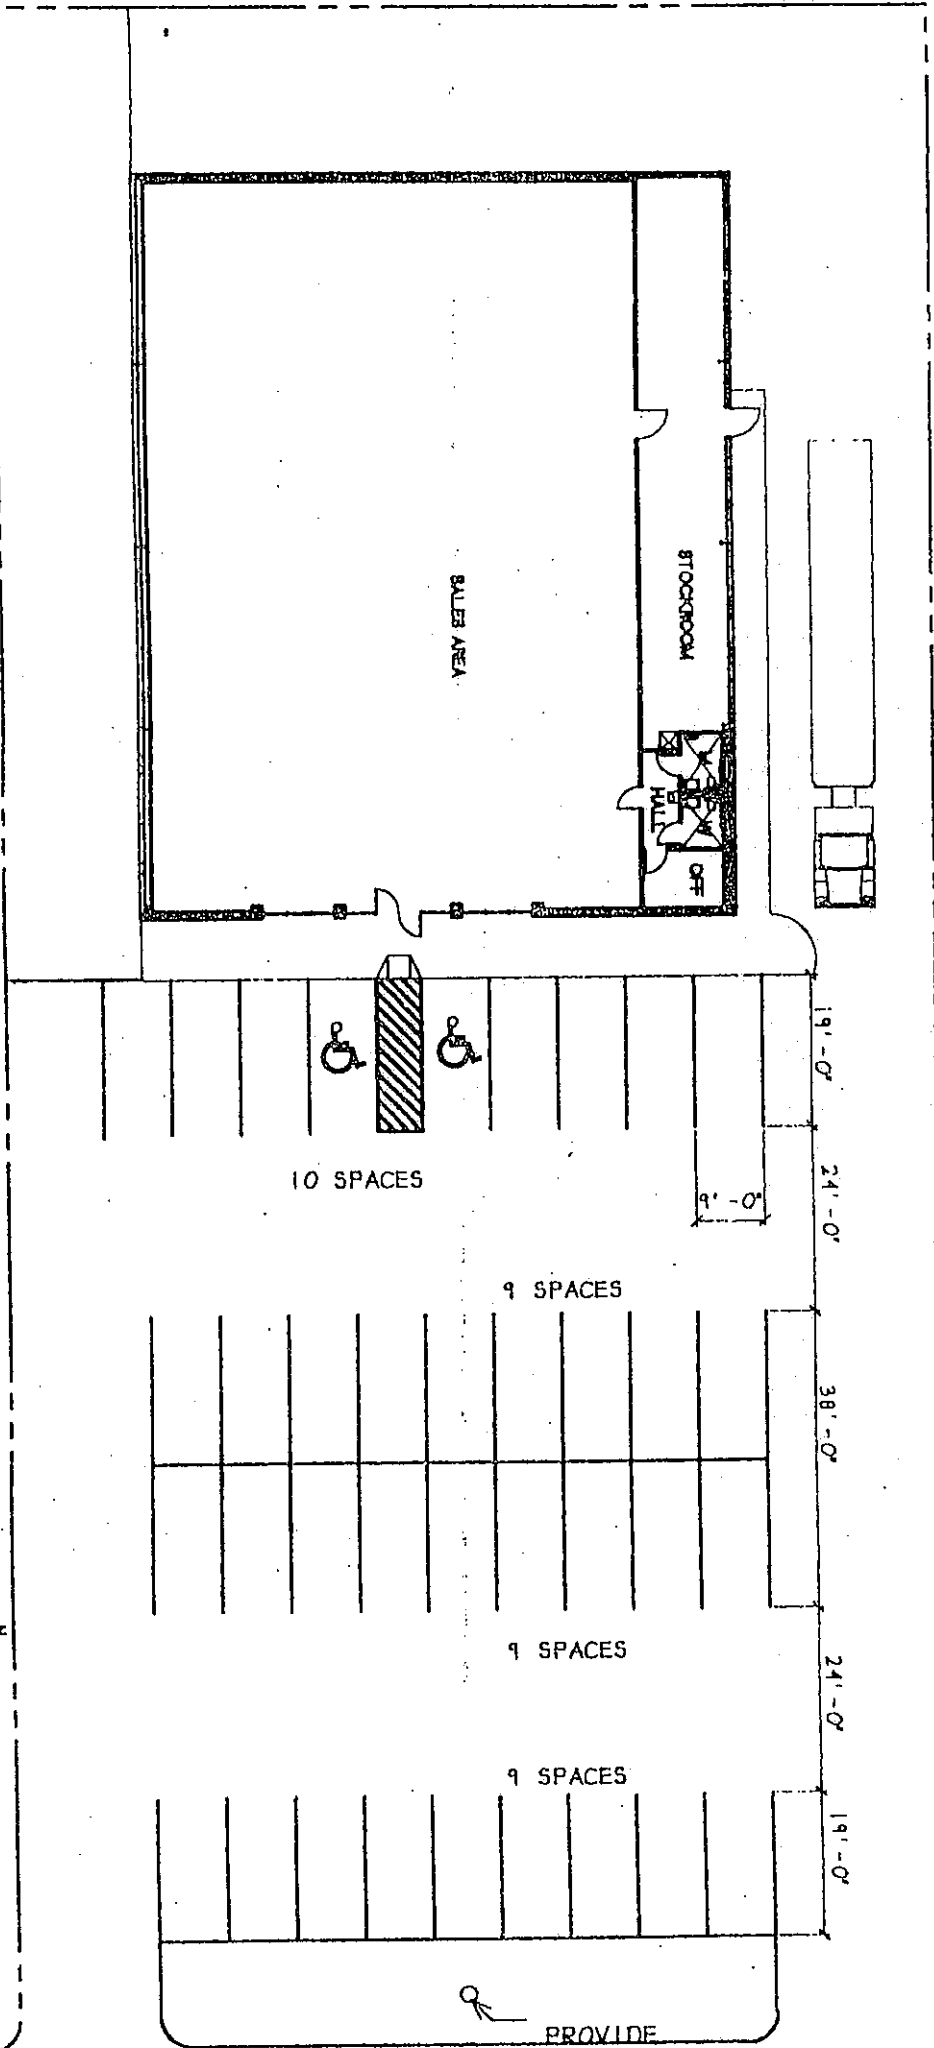 STOCKROOM
SALES AREA
HALL
OFF
19'-0"
10 SPACES
24'-0"
9'-0"
9 SPACES
38'-0"
9 SPACES
24'-0"
9 SPACES
19'-0"
PROVIDE